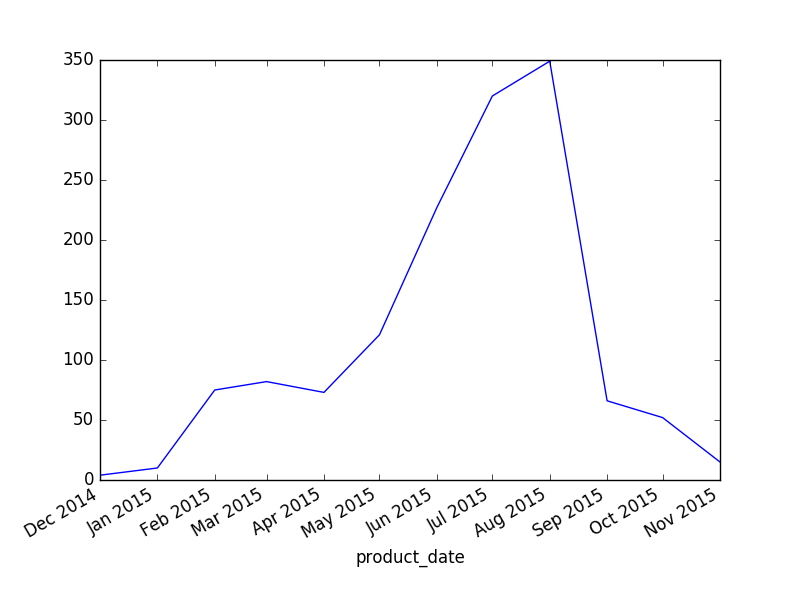 350
300
250
200
150
100
50
0
Dec 2014
Jan 2015
Feb 2015
Mar 2015
Apr 2015
May 2015
Jun 2015
Jul 2015
Aug 2015
Sep 2015
Oct 2015
Nov 2015
product_date